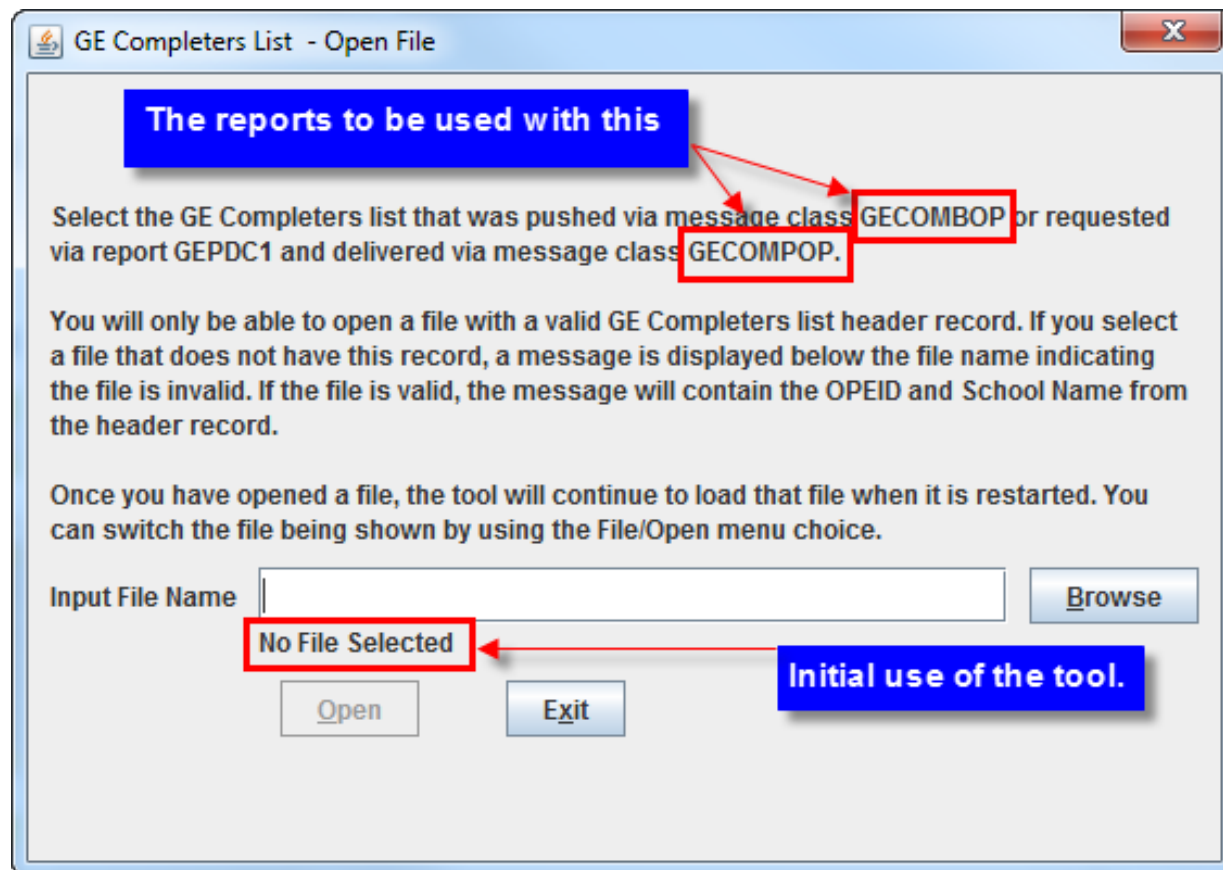 GE Completers List - Open File
X
The reports to be used with this
Select the GE Completers list that was pushed via message class GECOMBOP or requested
via report GEPDC1 and delivered via message class GECOMPOP.
You will only be able to open a file with a valid GE Completers list header record. If you select
a file that does not have this record, a message is displayed below the file name indicating
the file is invalid. If the file is valid, the message will contain the OPEID and School Name from
the header record.
Once you have opened a file, the tool will continue to load that file when it is restarted. You
can switch the file being shown by using the File/Open menu choice.
Input File Name
Browse
No File Selected
Initial use of the tool.
Open
Exit